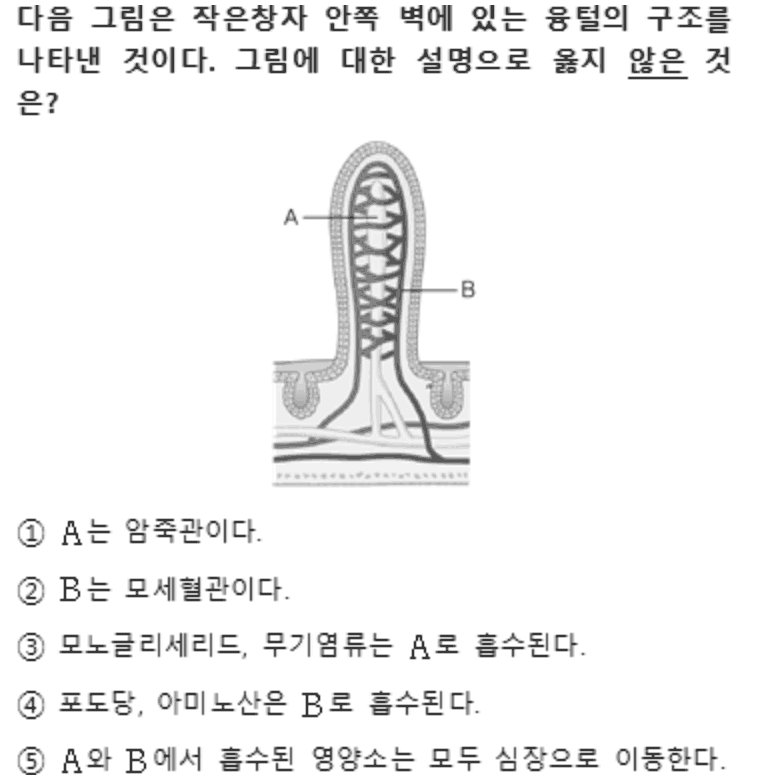 다음 그림은 작은창자 안쪽 벽에 있는 융털의 구조를
나타낸 것이다. 그림에 대한 설명으로 옳지 않은 것
은?
A
B
① A는 암죽관이다.
② B는 모세혈관이다.
③ 모노글리세리드, 무기염류는 A로 흡수된다.
④ 포도당, 아미노산은 B로 흡수된다.
⑤ A와 B에서 흡수된 영양소는 모두 심장으로 이동한다.